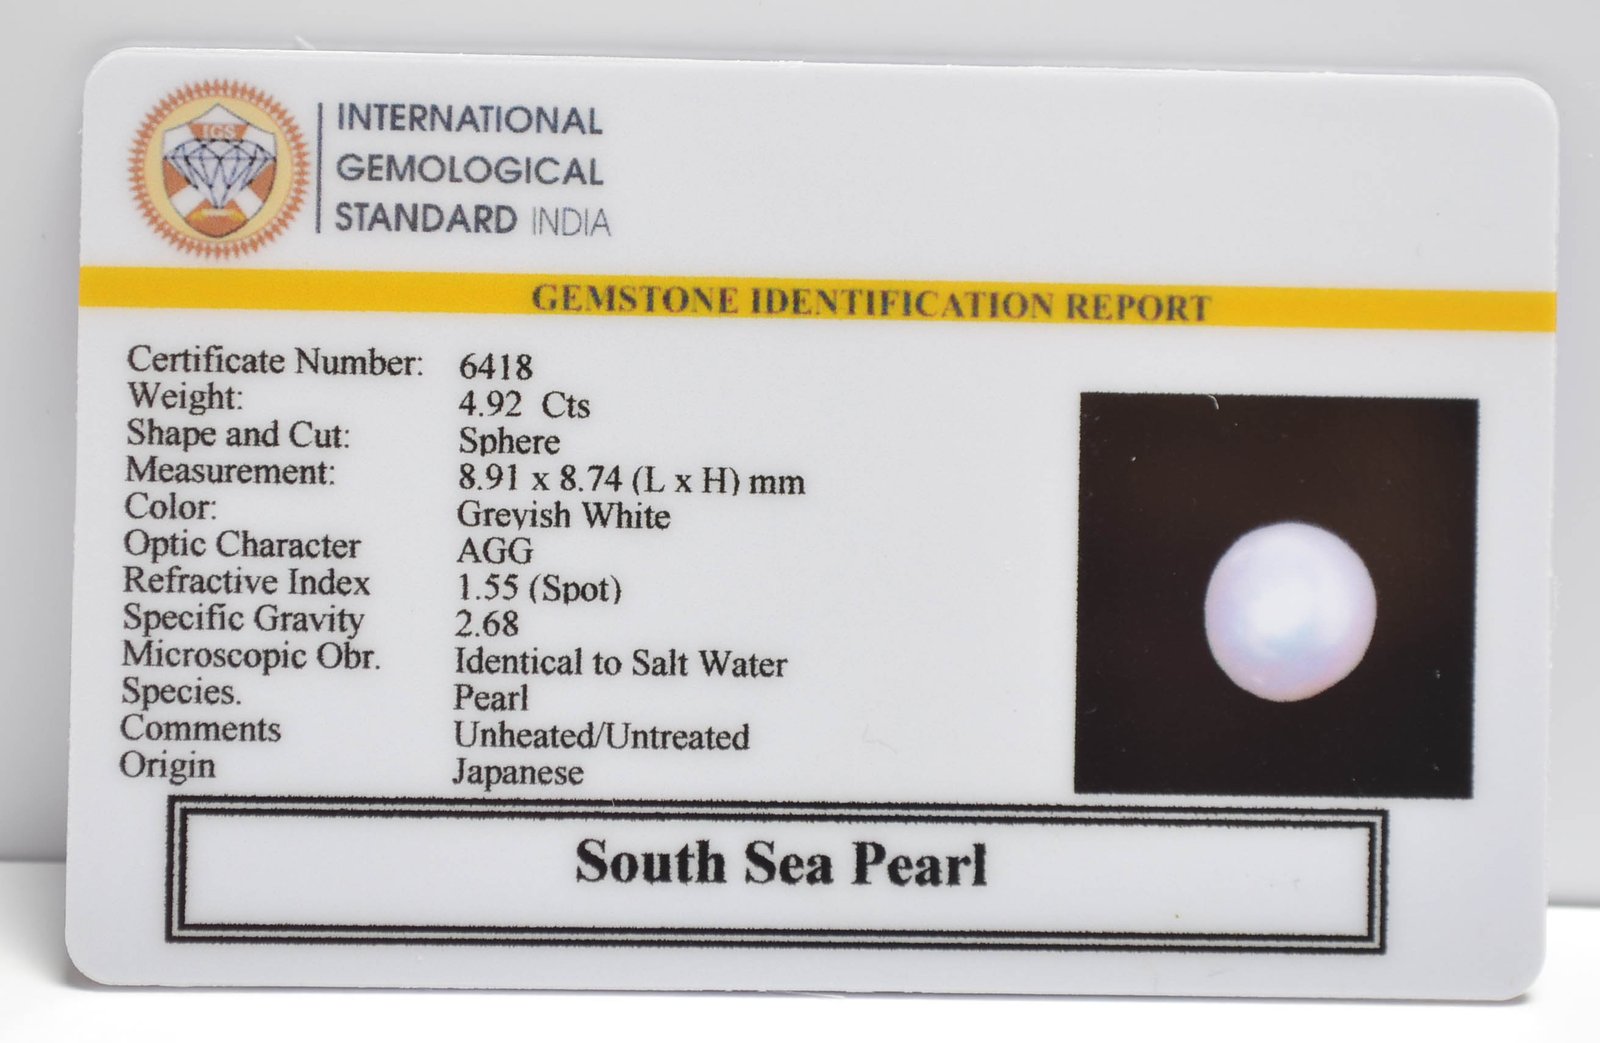 IGS
INTERNATIONAL
GEMOLOGICAL
STANDARD INDIA
GEMSTONE IDENTIFICATION REPORT
Certificate Number: 6418
Weight: 4.92 Cts
Shape and Cut: Sphere
Measurement: 8.91 x 8.74 (L x H) mm
Color: Greyish White
Optic Character AGG
Refractive Index 1.55 (Spot)
Specific Gravity 2.68
Microscopic Obr. Identical to Salt Water
Species. Pearl
Comments Unheated/Untreated
Origin Japanese
South Sea Pearl